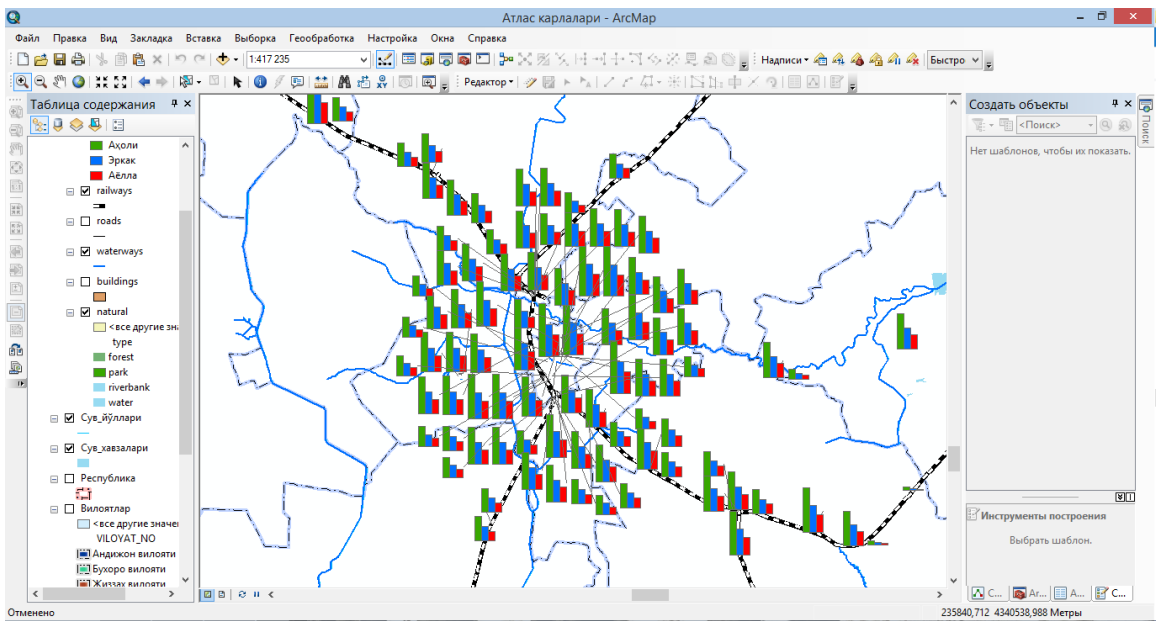 Атлас карлалари - ArcMap
Файл Правка Вид Закладка Вставка Выборка Геообработка Настройка Окна Справка
1:417 235
Надписи
Быстро
Редактор
Таблица содержания
Создать объекты
<Поиск>
Поиск
Нет шаблонов, чтобы их показать.
Аҳоли
Эркак
Аёлла
railways
roads
waterways
buildings
natural
<все другие зна
type
forest
park
riverbank
water
Сув_йўллари
Сув_хавзалари
Республика
Вилоятлар
<все другие значе
VILOYAT_NO
Андижон вилояти
Бухоро вилояти
Жиззах вилояти
Инструменты построения
Выбрать шаблон.
С... Ar... А... С...
Отменено
235840,712 4340538,988 Метры